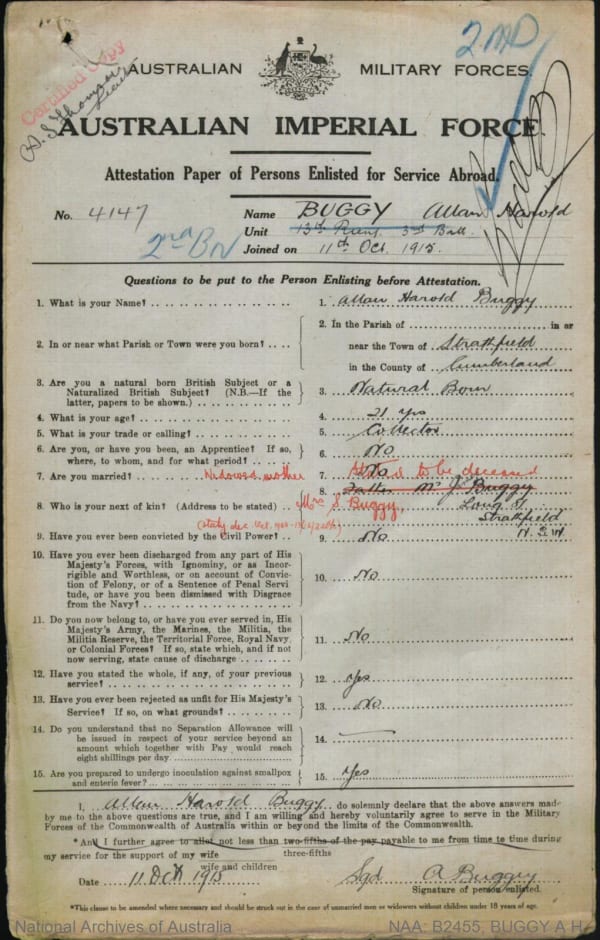 2ND
Certified Copy
AUSTRALIAN MILITARY FORCES.
AUSTRALIAN IMPERIAL FORCE.
Attestation Paper of Persons Enlisted for Service Abroad.
No. 4147 Name BUGGY Allan Harold
Unit 13th Reinf. 3rd Batt.
2nd BN
Joined on 11th Oct. 1915.
Questions to be put to the Person Enlisting before Attestation.
1. What is your Name? 1. Allan Harold Buggy
2. In or near what Parish or Town were you born? 2. In the Parish of in or
near the Town of Strathfield
in the County of Cumberland
3. Are you a natural born British Subject or a
Naturalized British Subject? (N.B.—If the
latter, papers to be shown.) 3. Natural Born
4. What is your age? 4. 21 yrs
5. What is your trade or calling? 5. Collector
6. Are you, or have you been, an Apprentice? If so,
where, to whom, and for what period? 6. No
7. Are you married? Widowed mother 7. No Stated to be deceased
8. Father Mr J. Buggy
8. Who is your next of kin? (Address to be stated) Mrs S Buggy, Long St
Strathfield
N.S.W
9. Have you ever been convicted by the Civil Power? 9. No
10. Have you ever been discharged from any part of His
Majesty's Forces, with Ignominy, or as Incor-
rigible and Worthless, or on account of Convic-
tion of Felony, or of a Sentence of Penal Servi
tude, or have you been dismissed with Disgrace
from the Navy? 10. No
11. Do you now belong to, or have you ever served in, His
Majesty's Army, the Marines, the Militia, the
Militia Reserve, the Territorial Force, Royal Navy
or Colonial Forces? If so, state which, and if not
now serving, state cause of discharge 11. No
12. Have you stated the whole, if any, of your previous
service? 12. Yes
13. Have you ever been rejected as unfit for His Majesty's
Service? If so, on what grounds? 13. No
14. Do you understand that no Separation Allowance will
be issued in respect of your service beyond an
amount which together with Pay would reach
eight shillings per day. 14. —
15. Are you prepared to undergo inoculation against smallpox
and enteric fever? 15. Yes
I, Allan Harold Buggy do solemnly declare that the above answers made
by me to the above questions are true, and I am willing and hereby voluntarily agree to serve in the Military
Forces of the Commonwealth of Australia within or beyond the limits of the Commonwealth.
*And I further agree to allot not less than two-fifths of the pay payable to me from time to time during
three-fifths
my service for the support of my wife
wife and children
Date 11 Oct 1915 Sgd A Buggy
Signature of person enlisted.
*This clause to be amended where necessary and should be struck out in the case of unmarried men or widowers without children under 18 years of age.
National Archives of Australia NAA: B2455, BUGGY A H